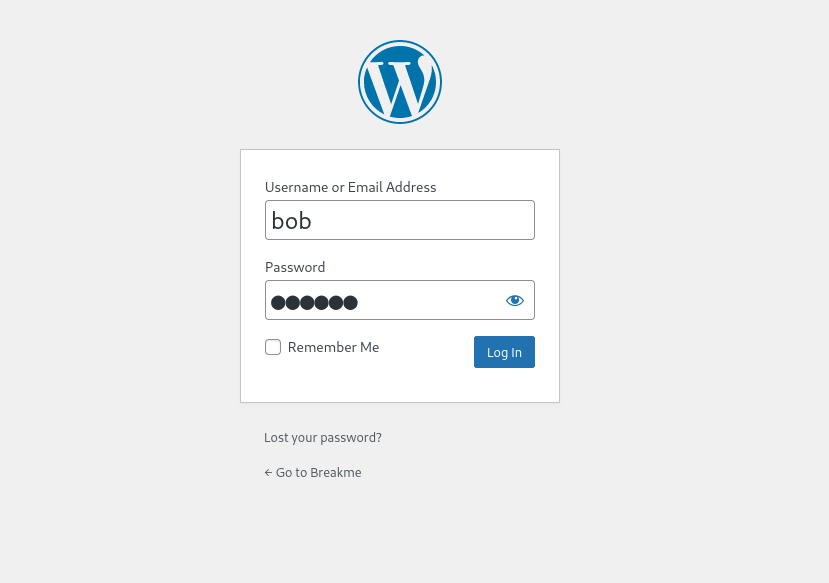 Username or Email Address
bob
Password
●●●●●●
Remember Me
Log In
Lost your password?
← Go to Breakme